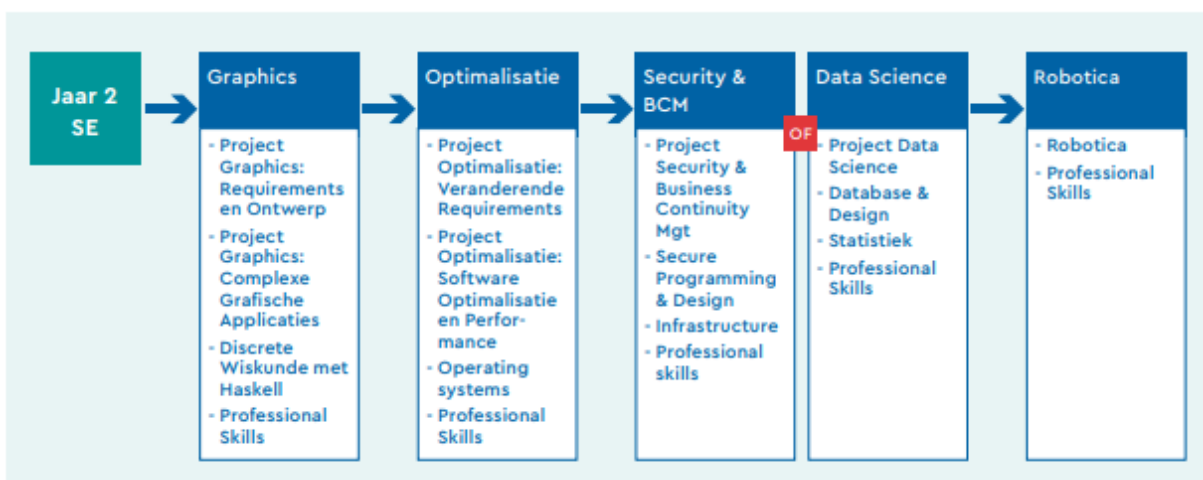 Jaar 2
SE
Graphics
- Project
Graphics:
Requirements
en Ontwerp
- Project
Graphics:
Complexe
Grafische
Applicaties
- Discrete
Wiskunde met
Haskell
- Professional
Skills
Optimalisatie
- Project
Optimalisatie:
Veranderende
Requirements
- Project
Optimalisatie:
Software
Optimalisatie
en Perfor-
mance
- Operating
systems
- Professional
Skills
Security &
BCM
- Project
Security &
Business
Continuity
Mgt
- Secure
Programming
& Design
- Infrastructure
- Professional
skills
OF
Data Science
- Project Data
Science
- Database &
Design
- Statistiek
- Professional
Skills
Robotica
- Robotica
- Professional
Skills